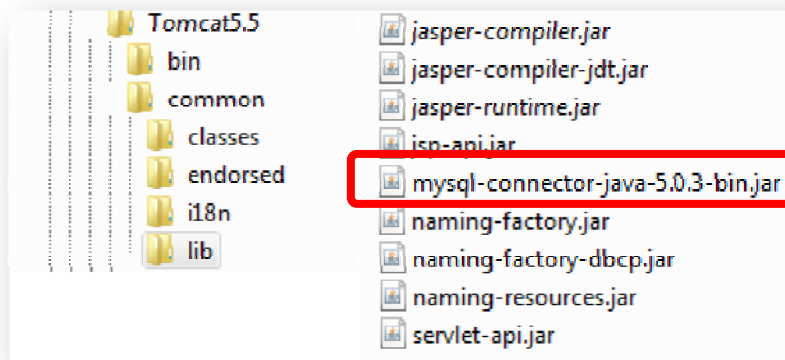 Tomcat5.5
bin
common
classes
endorsed
i18n
lib
jasper-compiler.jar
jasper-compiler-jdt.jar
jasper-runtime.jar
jsp-api.jar
mysql-connector-java-5.0.3-bin.jar
naming-factory.jar
naming-factory-dbcp.jar
naming-resources.jar
servlet-api.jar